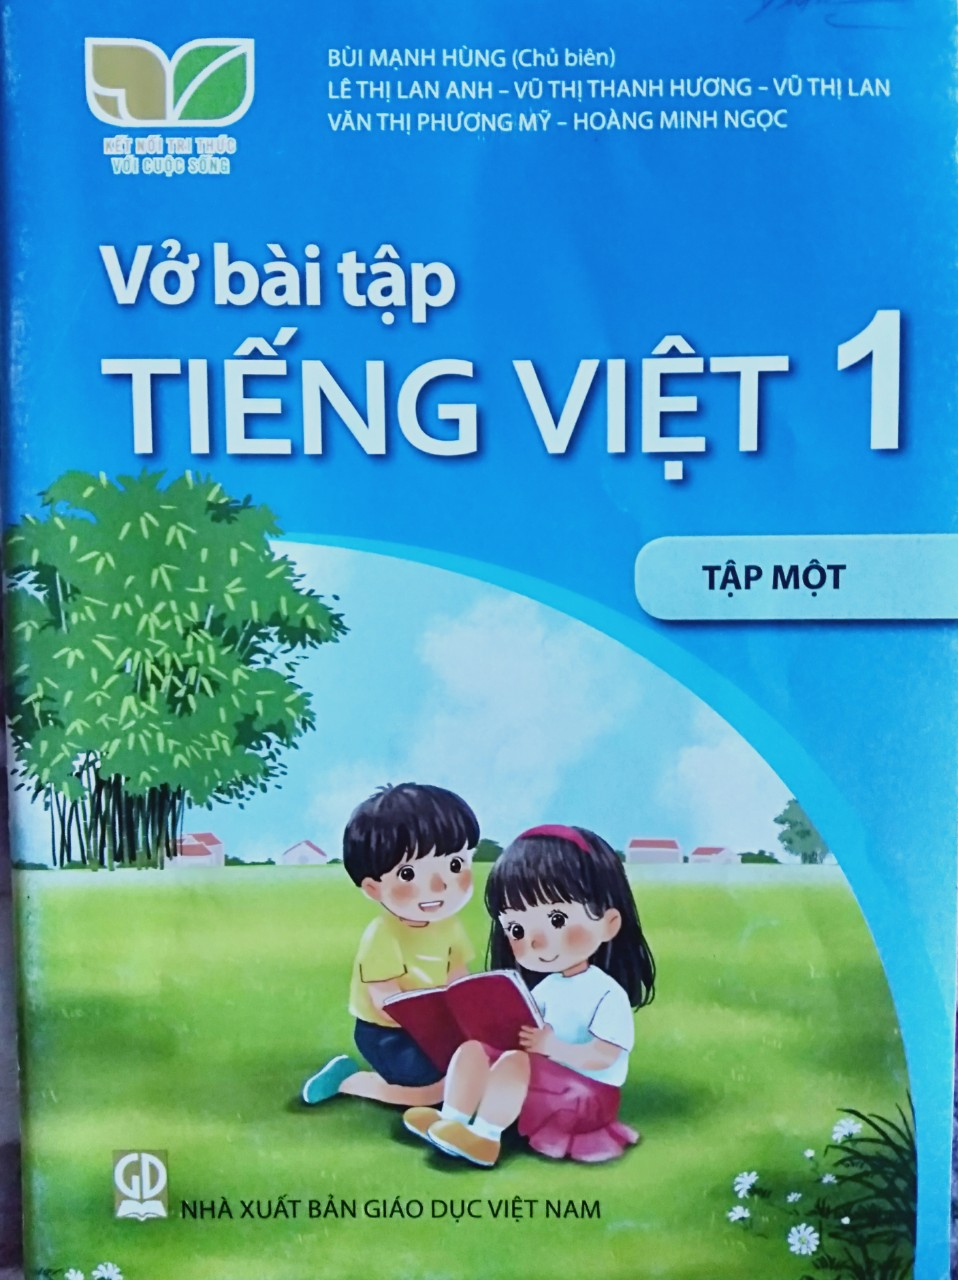 BÙI MẠNH HÙNG (Chủ biên)
LÊ THỊ LAN ANH – VŨ THỊ THANH HƯƠNG – VŨ THỊ LAN
VĂN THỊ PHƯƠNG MỸ – HOÀNG MINH NGỌC
KẾT NỐI TRI THỨC
VỚI CUỘC SỐNG
Vở bài tập
TIẾNG VIỆT 1
TẬP MỘT
GD
NHÀ XUẤT BẢN GIÁO DỤC VIỆT NAM